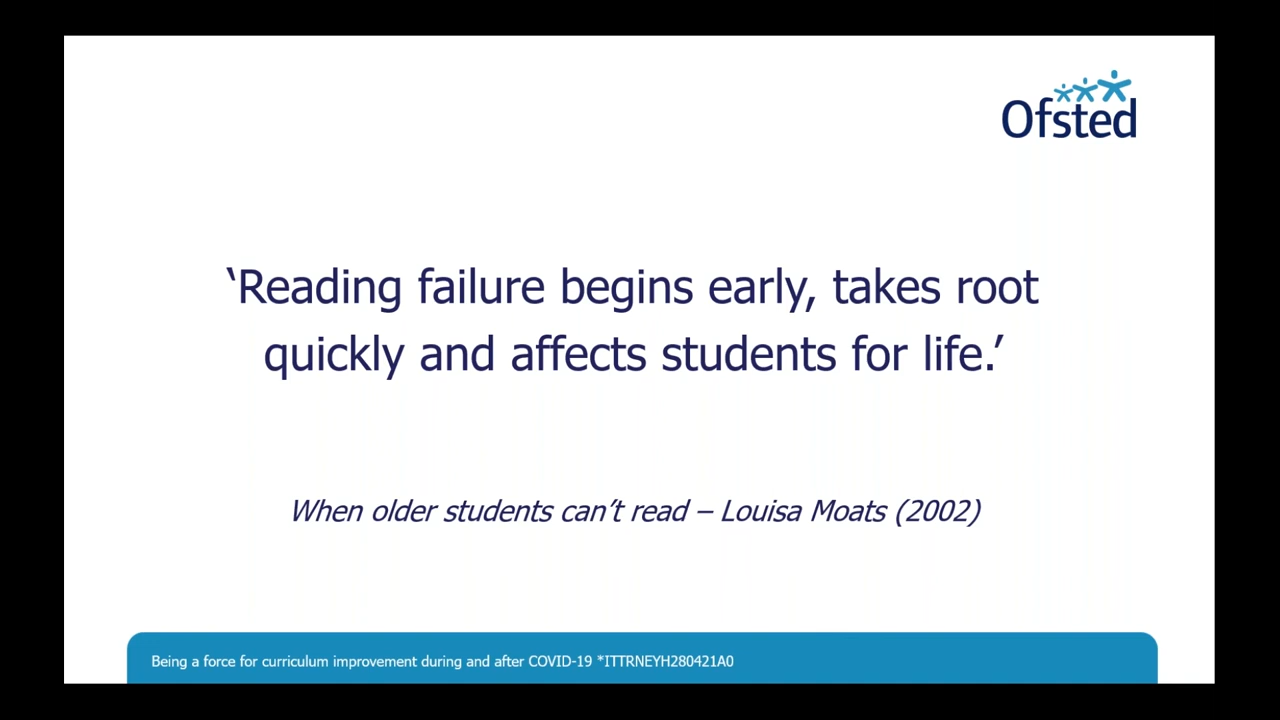 Ofsted
‘Reading failure begins early, takes root
quickly and affects students for life.’
When older students can’t read – Louisa Moats (2002)
Being a force for curriculum improvement during and after COVID-19 *ITTRNEYH280421A0